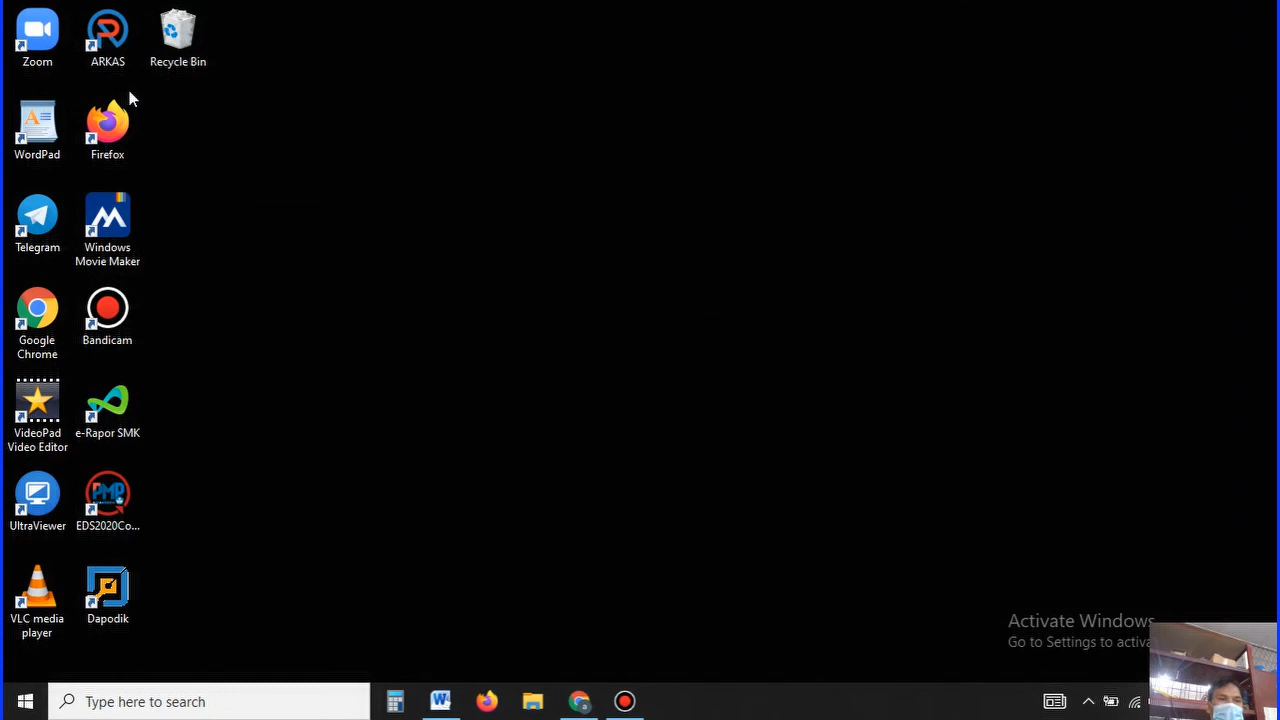 Zoom
ARKAS
Recycle Bin
WordPad
Firefox
Telegram
Windows
Movie Maker
Google
Chrome
Bandicam
VideoPad
Video Editor
e-Rapor SMK
UltraViewer
PMP
EDS2020Co...
VLC media
player
Dapodik
Activate Windows
Go to Settings to activa
Type here to search